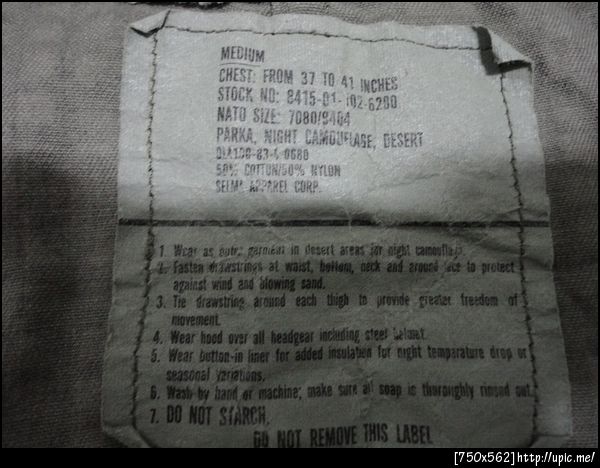 MEDIUM
CHEST: FROM 37 TO 41 INCHES
STOCK NO: 8415-01-102-6200
NATO SIZE: 7080/9404
PARKA, NIGHT CAMOUFLAGE, DESERT
DLA100-83-C-0680
50% COTTON/50% NYLON
SELMA APPAREL CORP.
1. Wear as outer garment in desert areas for night camouflage.
2. Fasten drawstrings at waist, bottom, neck and around face to protect
against wind and blowing sand.
3. Tie drawstring around each thigh to provide greater freedom of
movement.
4. Wear hood over all headgear including steel helmet.
5. Wear button-in liner for added insulation for night temparature drop or
seasonal variations.
6. Wash by hand or machine; make sure all soap is thoroughly rinsed out.
7. DO NOT STARCH.
DO NOT REMOVE THIS LABEL
[750x562]http://upic.me/